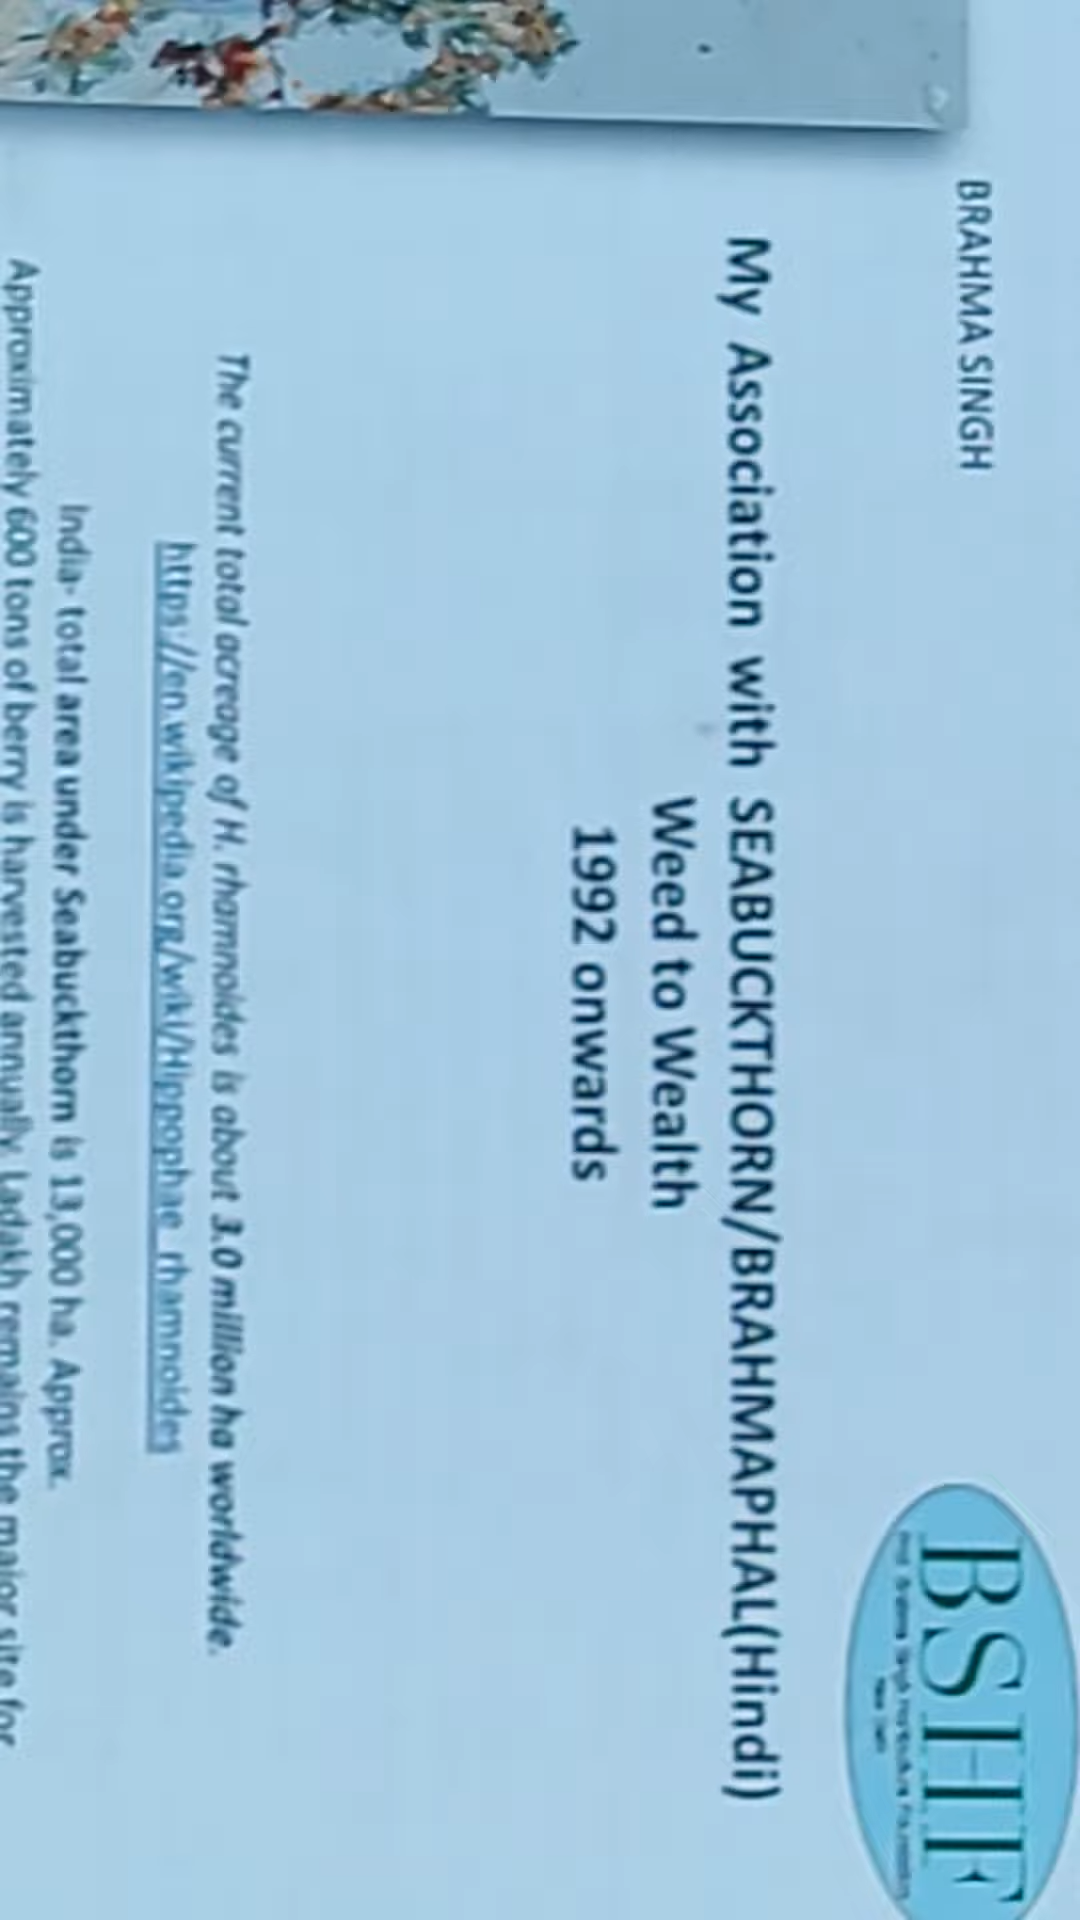 BRAHMA SINGH
BSHF
My Association with SEABUCKTHORN/BRAHMAPHAL(Hindi)
Weed to Wealth
1992 onwards
The current total acreage of H. rhamnoides is about 3.0 million ha worldwide.
https://en.wikipedia.org/wiki/Hippophae_rhamnoides
India- total area under Seabuckthorn is 13,000 ha. Approx.
Approximately 600 tons of berry is harvested annually. Ladakh remains the major site for